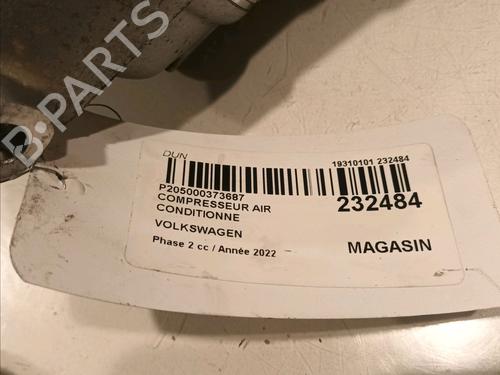 B-PARTS
DUN
19310101 232484
P205000373687
COMPRESSEUR AIR
CONDITIONNE
232484
VOLKSWAGEN
MAGASIN
Phase 2 cc / Année 2022